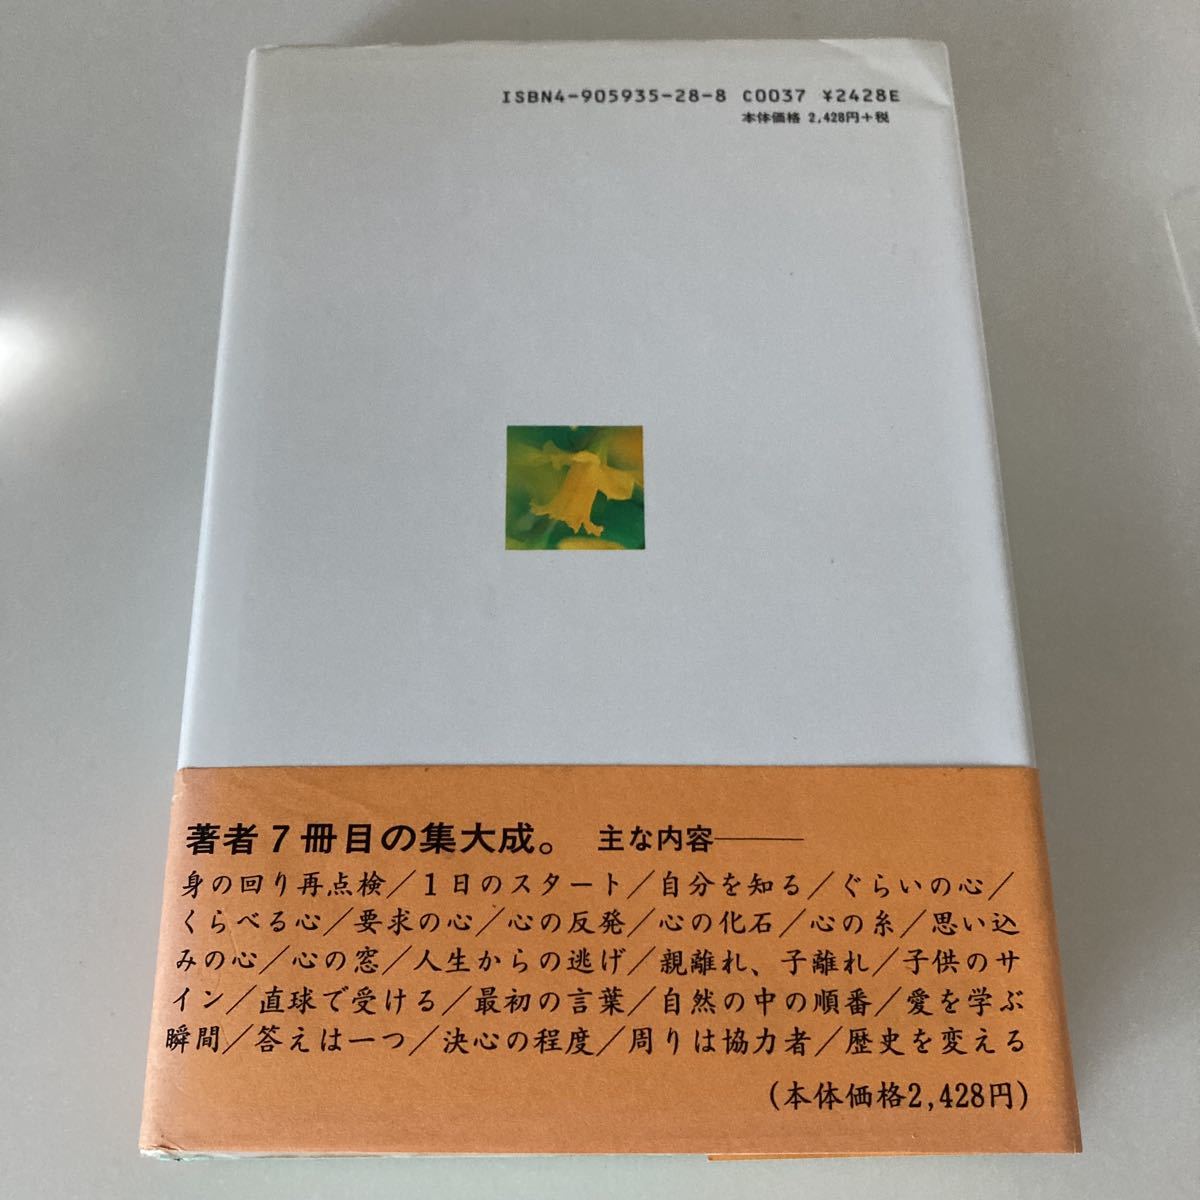 ISBN4-905935-28-8 C0037 ¥2428E
本体価格 2,428円+税
著者7冊目の集大成。 主な内容――
身の回り再点検/1日のスタート/自分を知る/ぐらいの心/
くらべる心/要求の心/心の反発/心の化石/心の糸/思い込
みの心/心の窓/人生からの逃げ/親離れ、子離れ/子供のサ
イン/直球で受ける/最初の言葉/自然の中の順番/愛を学ぶ
瞬間/答えは一つ/決心の程度/周りは協力者/歴史を変える
(本体価格2,428円)